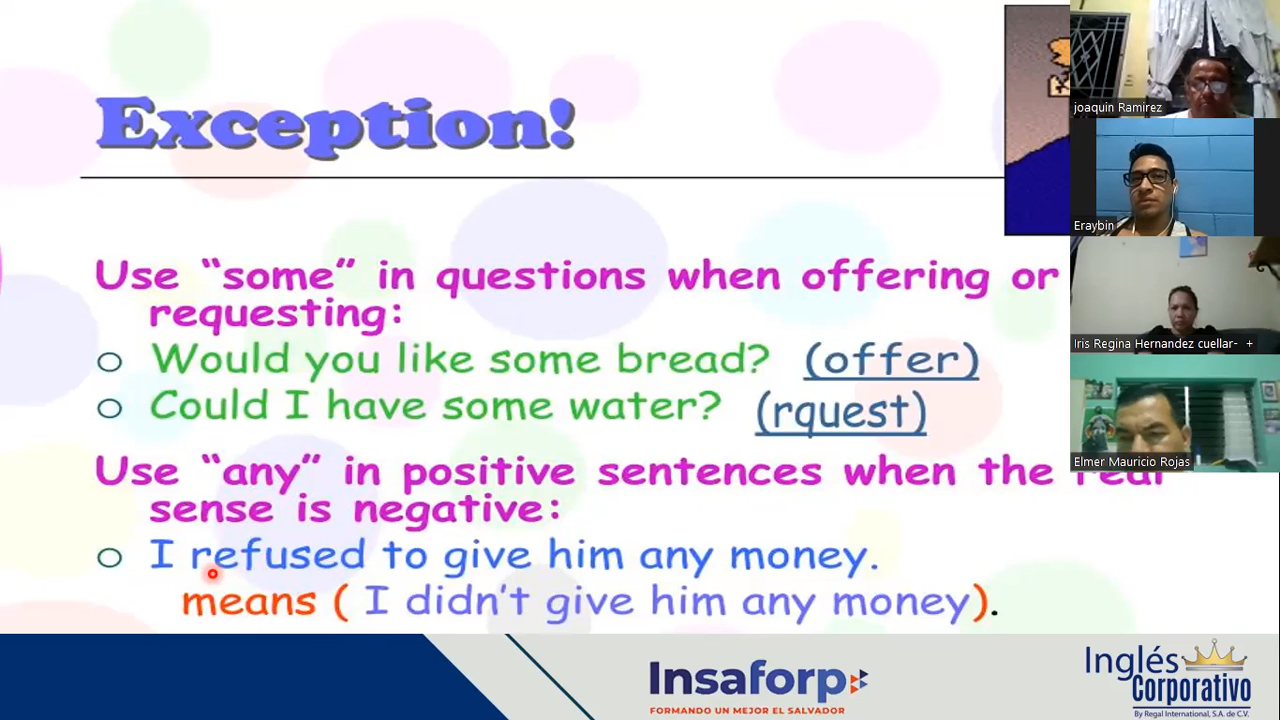 Exception!
Use “some” in questions when offering or
requesting:
Would you like some bread? (offer)
Could I have some water? (rquest)
Use “any” in positive sentences when the real
sense is negative:
I refused to give him any money.
means ( I didn’t give him any money).
joaquin Ramirez
Eraybin
Iris Regina Hernandez cuellar- +
Elmer Mauricio Rojas
Insaforp
FORMANDO UN MEJOR EL SALVADOR
Inglés
Corporativo
By Regal International, S.A. de C.V.